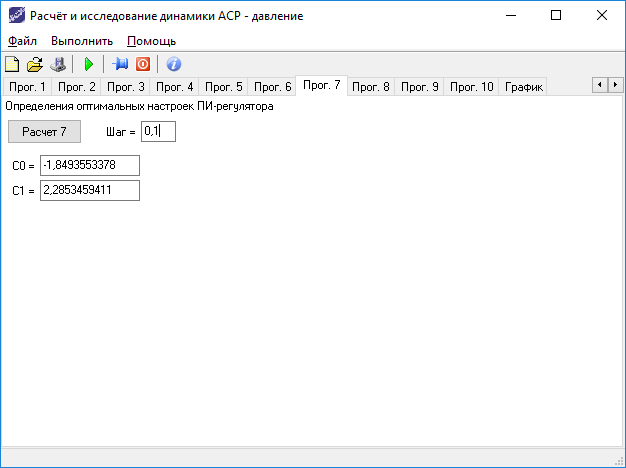 Расчёт и исследование динамики АСР - давление
Файл Выполнить Помощь
Прог. 1 Прог. 2 Прог. 3 Прог. 4 Прог. 5 Прог. 6 Прог. 7 Прог. 8 Прог. 9 Прог. 10 График
Определения оптимальных настроек ПИ-регулятора
Расчет 7 Шаг = 0,1
C0 = -1,8493553378
C1 = 2,2853459411